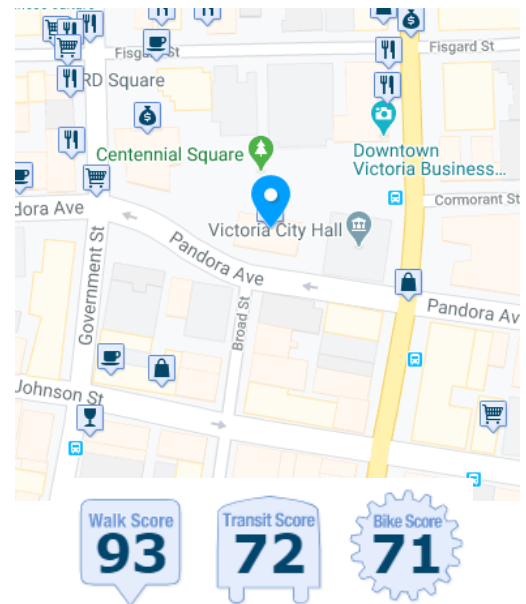 Fisgard St
Fisgard St
RD Square
Centennial Square
Downtown
Victoria Business...
Cormorant St
dora Ave
Victoria City Hall
Pandora Ave
Pandora Av
Government St
Broad St
Johnson St
Walk Score
93
Transit Score
72
Bike Score
71